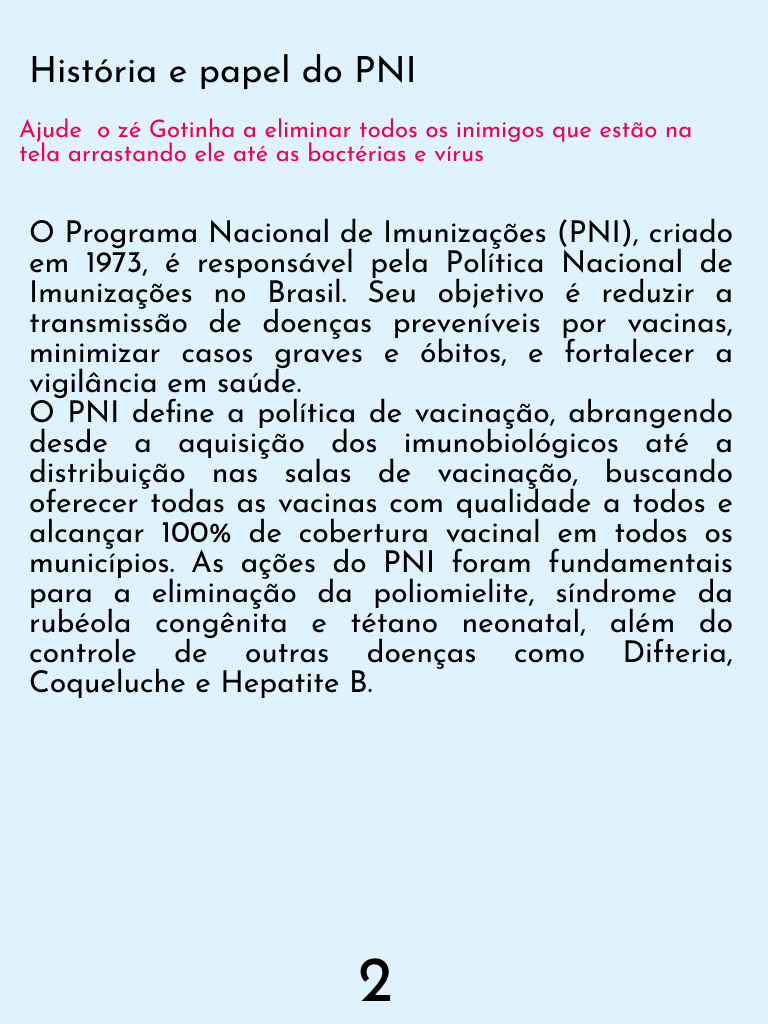 História e papel do PNI
Ajude  o zé Gotinha a eliminar todos os inimigos que estão na
tela arrastando ele até as bactérias e vírus
O Programa Nacional de Imunizações (PNI), criado
em 1973, é responsável pela Política Nacional de
Imunizações no Brasil. Seu objetivo é reduzir a
transmissão de doenças preveníveis por vacinas,
minimizar casos graves e óbitos, e fortalecer a
vigilância em saúde.
O PNI define a política de vacinação, abrangendo
desde a aquisição dos imunobiológicos até a
distribuição nas salas de vacinação, buscando
oferecer todas as vacinas com qualidade a todos e
alcançar 100% de cobertura vacinal em todos os
municípios. As ações do PNI foram fundamentais
para a eliminação da poliomielite, síndrome da
rubéola congênita e tétano neonatal, além do
controle de outras doenças como Difteria,
Coqueluche e Hepatite B.
2